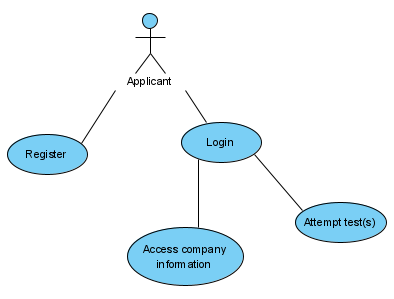 Applicant
Register
Login
Attempt test(s)
Access company
information